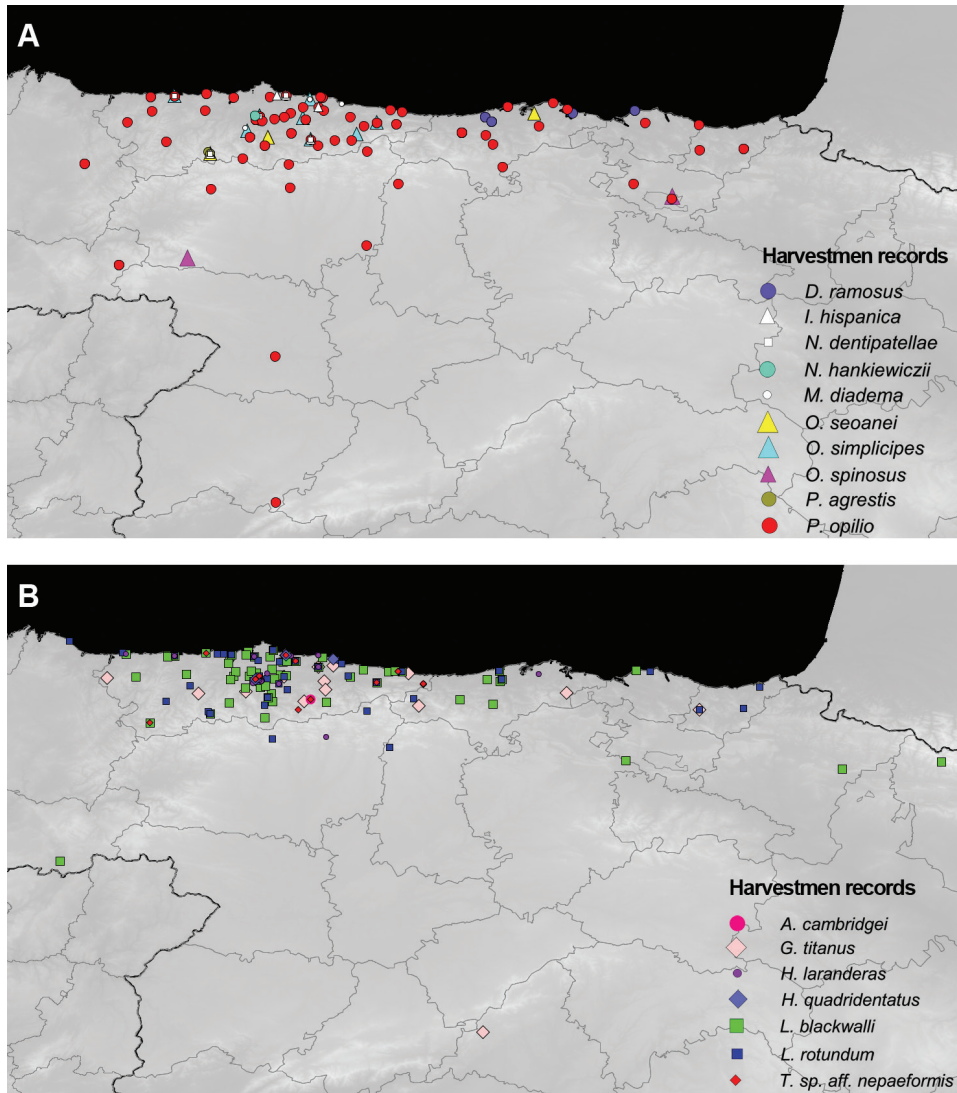 A
Harvestmen records
D. ramosus
I. hispanica
N. dentipatellae
N. hankiewiczii
M. diadema
O. seoanei
O. simplicipes
O. spinosus
P. agrestis
P. opilio
B
Harvestmen records
A. cambridgei
G. titanus
H. laranderas
H. quadridentatus
L. blackwalli
L. rotundum
T. sp. aff. nepaeformis